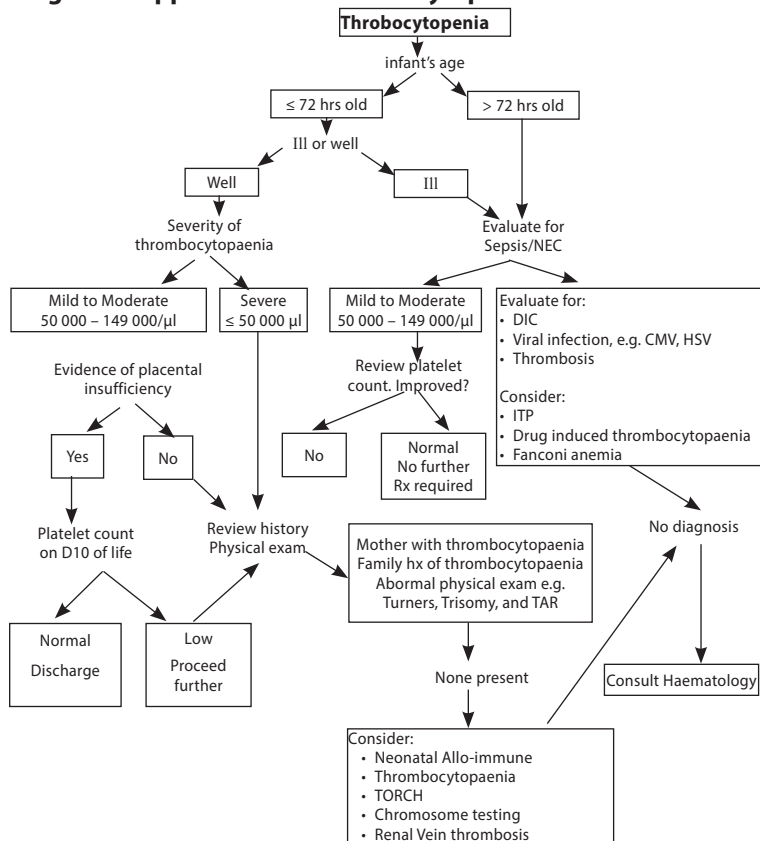 Throbocytopenia
infant's age
≤ 72 hrs old
> 72 hrs old
Ill or well
Well
Ill
Severity of
thrombocytopaenia
Evaluate for
Sepsis/NEC
Mild to Moderate
50 000 – 149 000/µl
Severe
≤ 50 000 µl
Mild to Moderate
50 000 – 149 000/µl
Evaluate for:
• DIC
• Viral infection, e.g. CMV, HSV
• Thrombosis
Consider:
• ITP
• Drug induced thrombocytopaenia
• Fanconi anemia
Evidence of placental
insufficiency
Review platelet
count. Improved?
Yes
No
No
Normal
No further
Rx required
Platelet count
on D10 of life
Review history
Physical exam
Mother with thrombocytopaenia
Family hx of thrombocytopaenia
Abormal physical exam e.g.
Turners, Trisomy, and TAR
No diagnosis
Normal
Discharge
Low
Proceed
further
None present
Consult Haematology
Consider:
• Neonatal Allo-immune
• Thrombocytopaenia
• TORCH
• Chromosome testing
• Renal Vein thrombosis